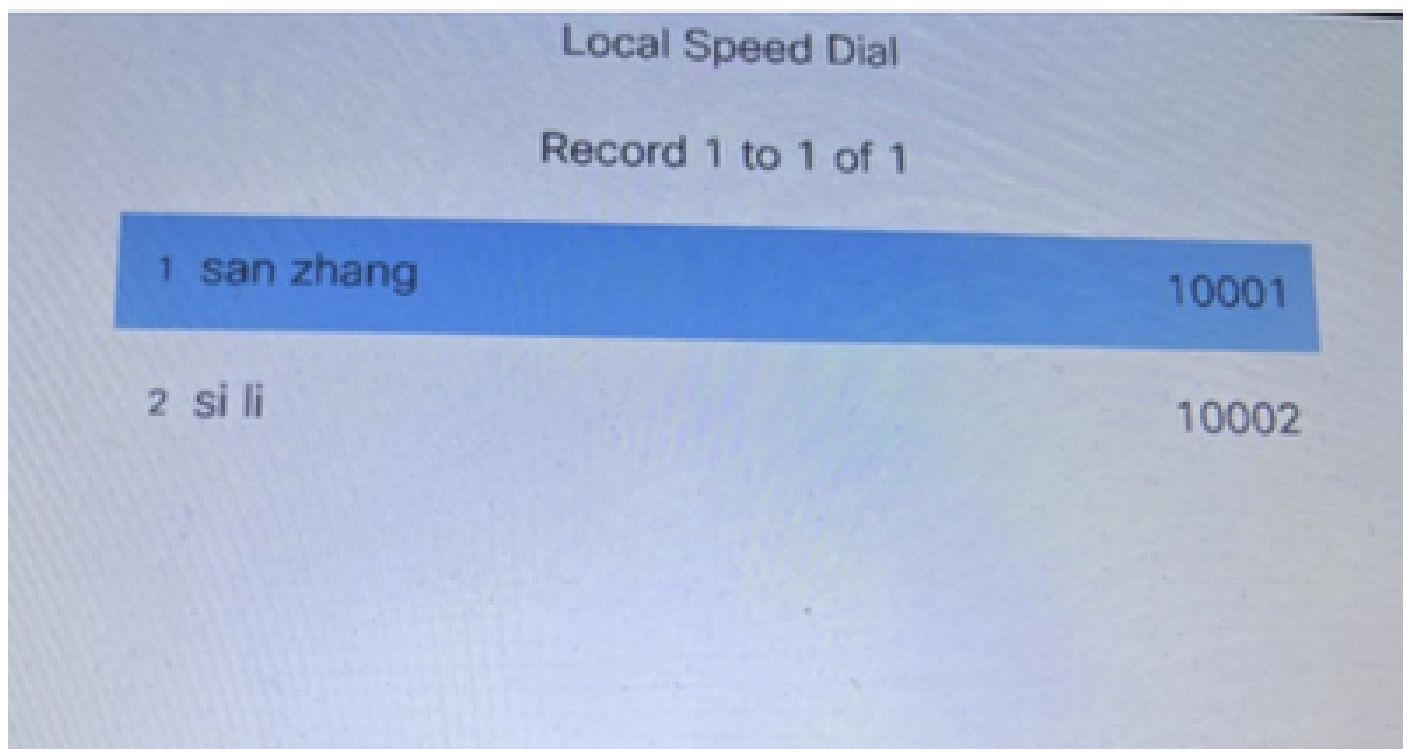 Local Speed Dial
Record 1 to 1 of 1
1 san zhang 10001
2 si li 10002